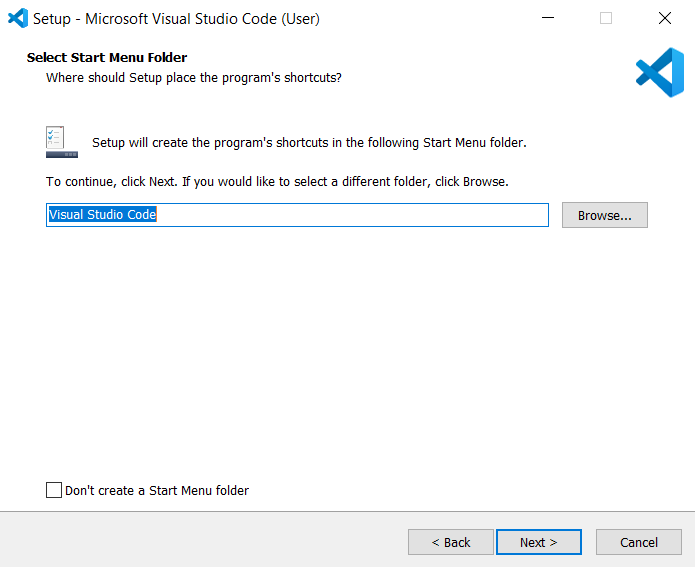 Setup - Microsoft Visual Studio Code (User)
Select Start Menu Folder
Where should Setup place the program's shortcuts?
Setup will create the program's shortcuts in the following Start Menu folder.
To continue, click Next. If you would like to select a different folder, click Browse.
Visual Studio Code
Browse...
Don't create a Start Menu folder
< Back
Next >
Cancel